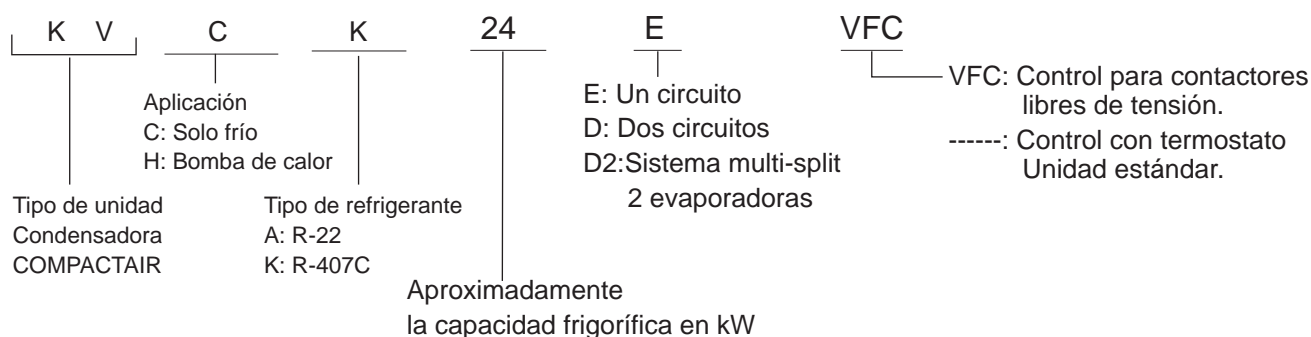 K V C K 24 E VFC
Aplicación
C: Solo frío
H: Bomba de calor
Tipo de unidad
Condensadora
COMPACTAIR
Tipo de refrigerante
A: R-22
K: R-407C
Aproximadamente
la capacidad frigorífica en kW
E: Un circuito
D: Dos circuitos
D2:Sistema multi-split
2 evaporadoras
VFC: Control para contactores
libres de tensión.
------: Control con termostato
Unidad estándar.